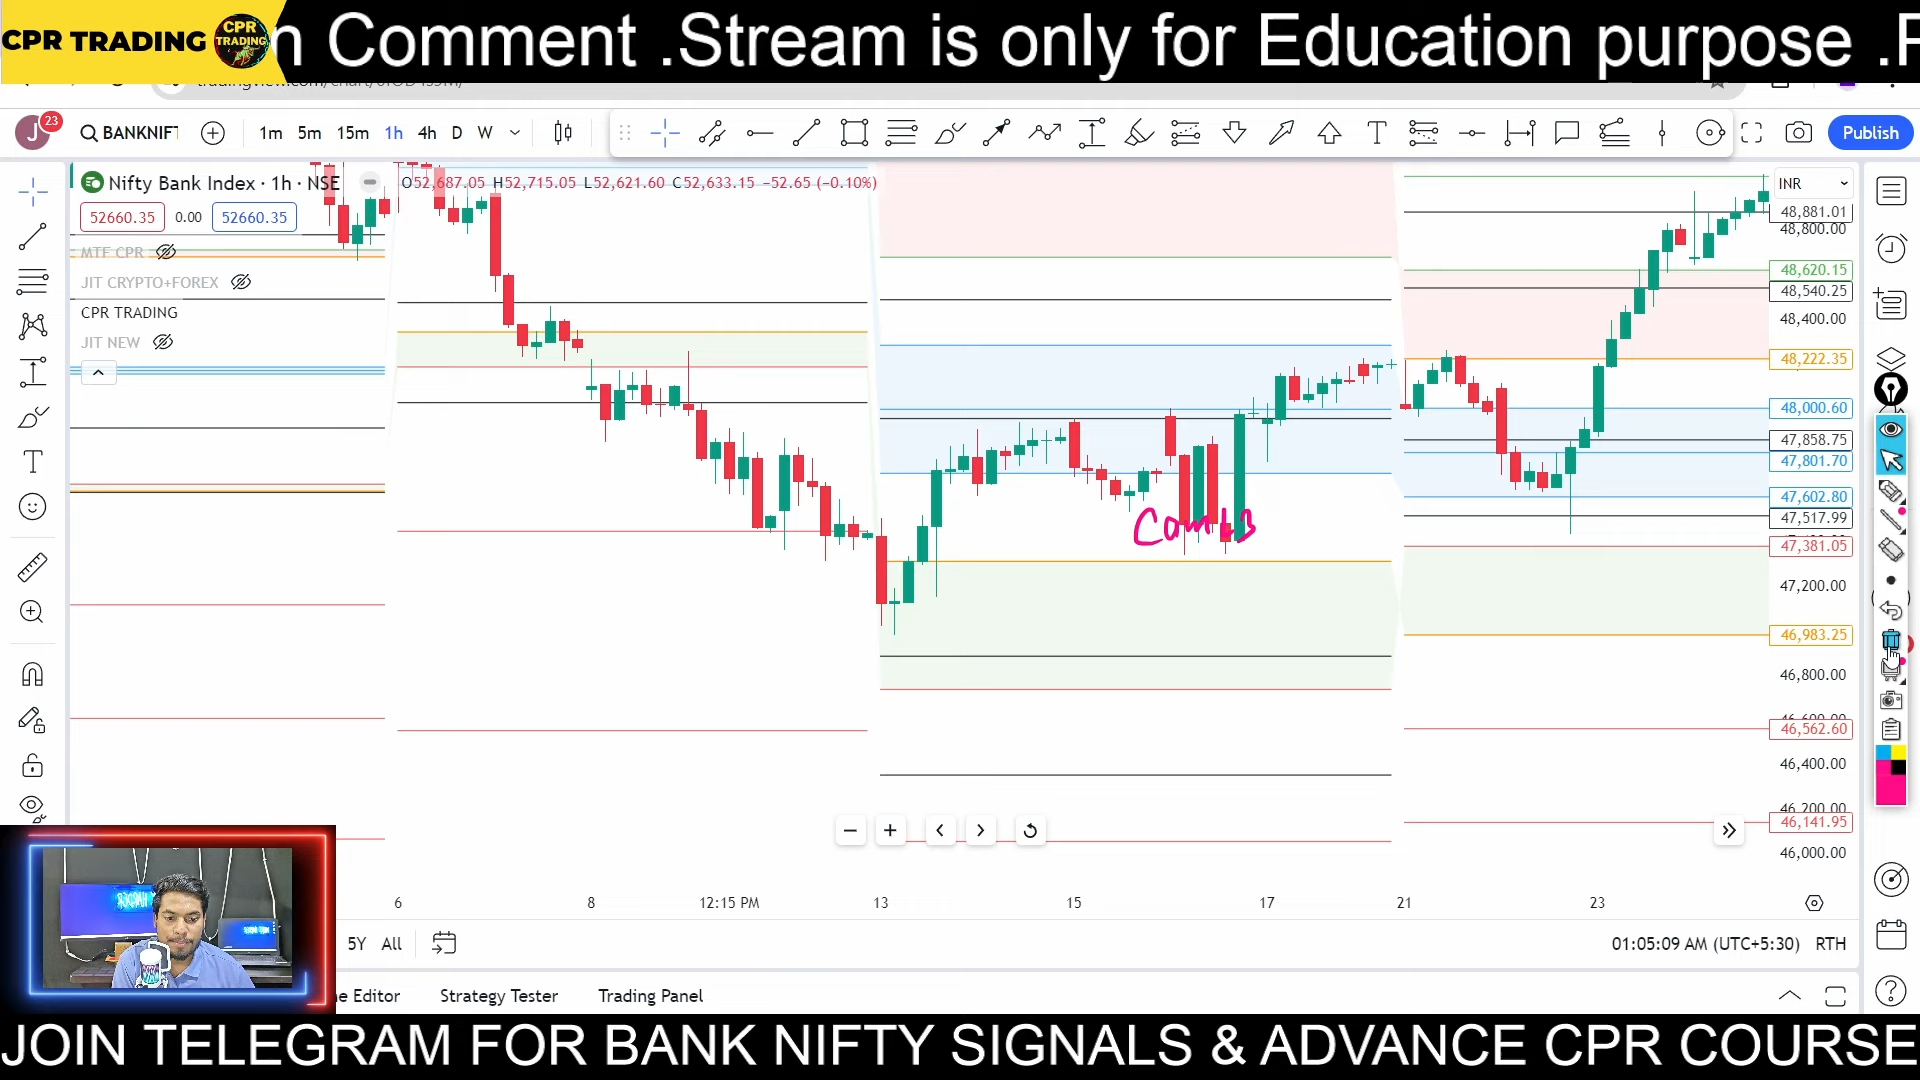 CPR TRADING
CPR TRADING
n Comment .Stream is only for Education purpose .
J
23
BANKNIF
1m 5m 15m 1h 4h D W
Publish
Nifty Bank Index · 1h · NSE
O52,687.05 H52,715.05 L52,621.60 C52,633.15 −52.65 (−0.10%)
52660.35 0.00 52660.35
MTF CPR
JIT CRYPTO+FOREX
CPR TRADING
JIT NEW
INR
48,881.01
48,800.00
48,620.15
48,540.25
48,400.00
48,222.35
48,000.60
47,858.75
47,801.70
47,602.80
47,517.99
47,381.05
47,200.00
46,983.25
46,800.00
46,562.60
46,400.00
46,200.00
46,141.95
46,000.00
6 8 12:15 PM 13 15 17 21 23
5Y All
01:05:09 AM (UTC+5:30) RTH
ne Editor Strategy Tester Trading Panel
JOIN TELEGRAM FOR BANK NIFTY SIGNALS & ADVANCE CPR COURSE